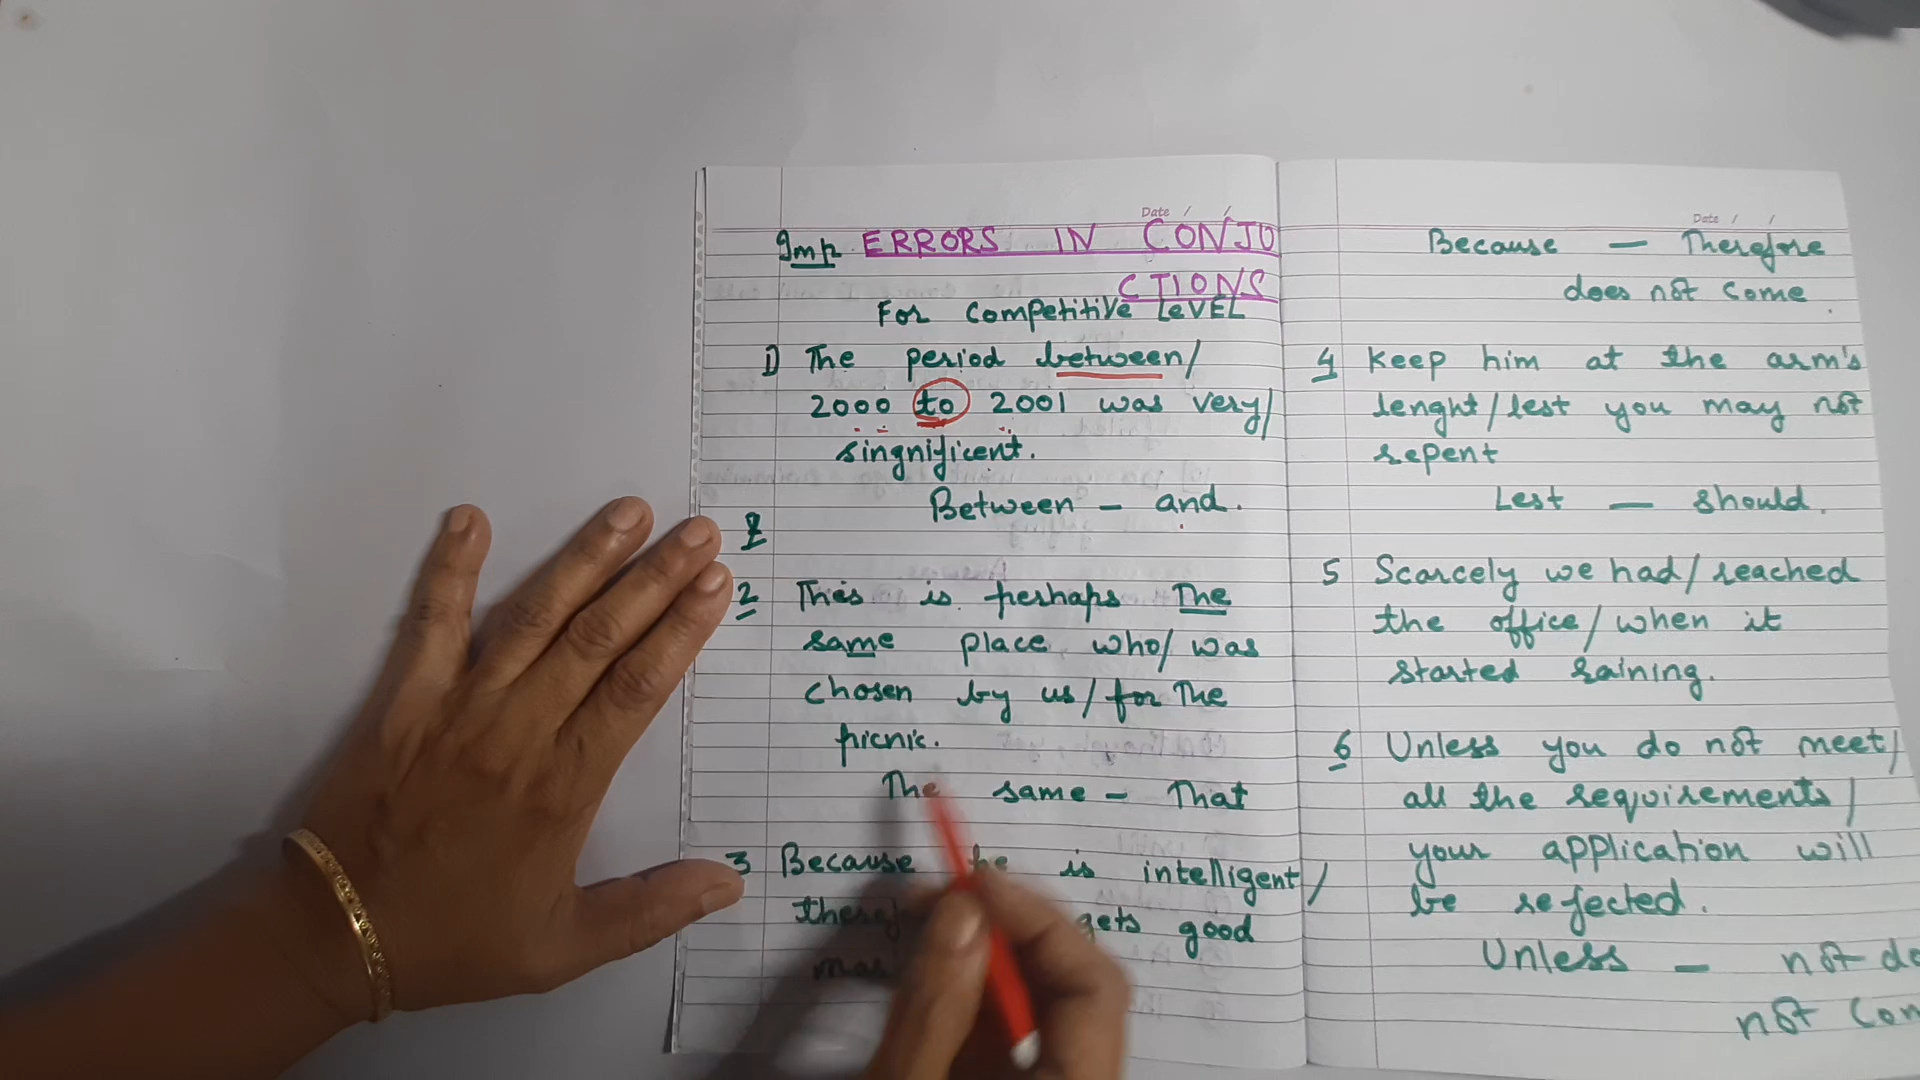 Date / /
Imp ERRORS IN CONJU
CTIONS
For Competitive LeVEL
1) The period between/
2000 to 2001 was very/
singnificent.
Between - and.
2 This is perhaps The
same place who/ was
chosen by us/ for The
picnic.
The same - That
3 Because he is intelligent/
gets good
Date / /
Because - Therefore
does not come
4 Keep him at the arm's
lenght/lest you may not
repent
Lest - should.
5 Scarcely we had/reached
the office/when it
started raining.
6 Unless you do not meet/
all the requirements/
your application will
be rejected.
Unless - not do
not